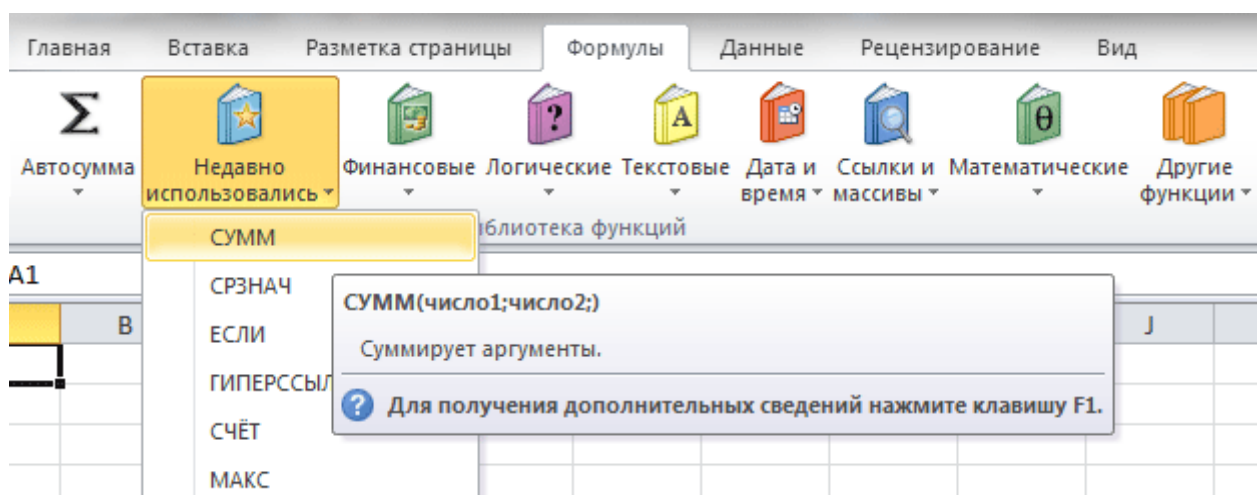 Главная Вставка Разметка страницы Формулы Данные Рецензирование Вид
Σ ? A θ
Автосумма Недавно использовались Финансовые Логические Текстовые Дата и время Ссылки и массивы Математические Другие функции
иблиотека функций
СУММ
A1
СРЗНАЧ
СУММ(число1;число2;)
B J
ЕСЛИ
Суммирует аргументы.
ГИПЕРССЫЛ
? Для получения дополнительных сведений нажмите клавишу F1.
СЧЁТ
МАКС